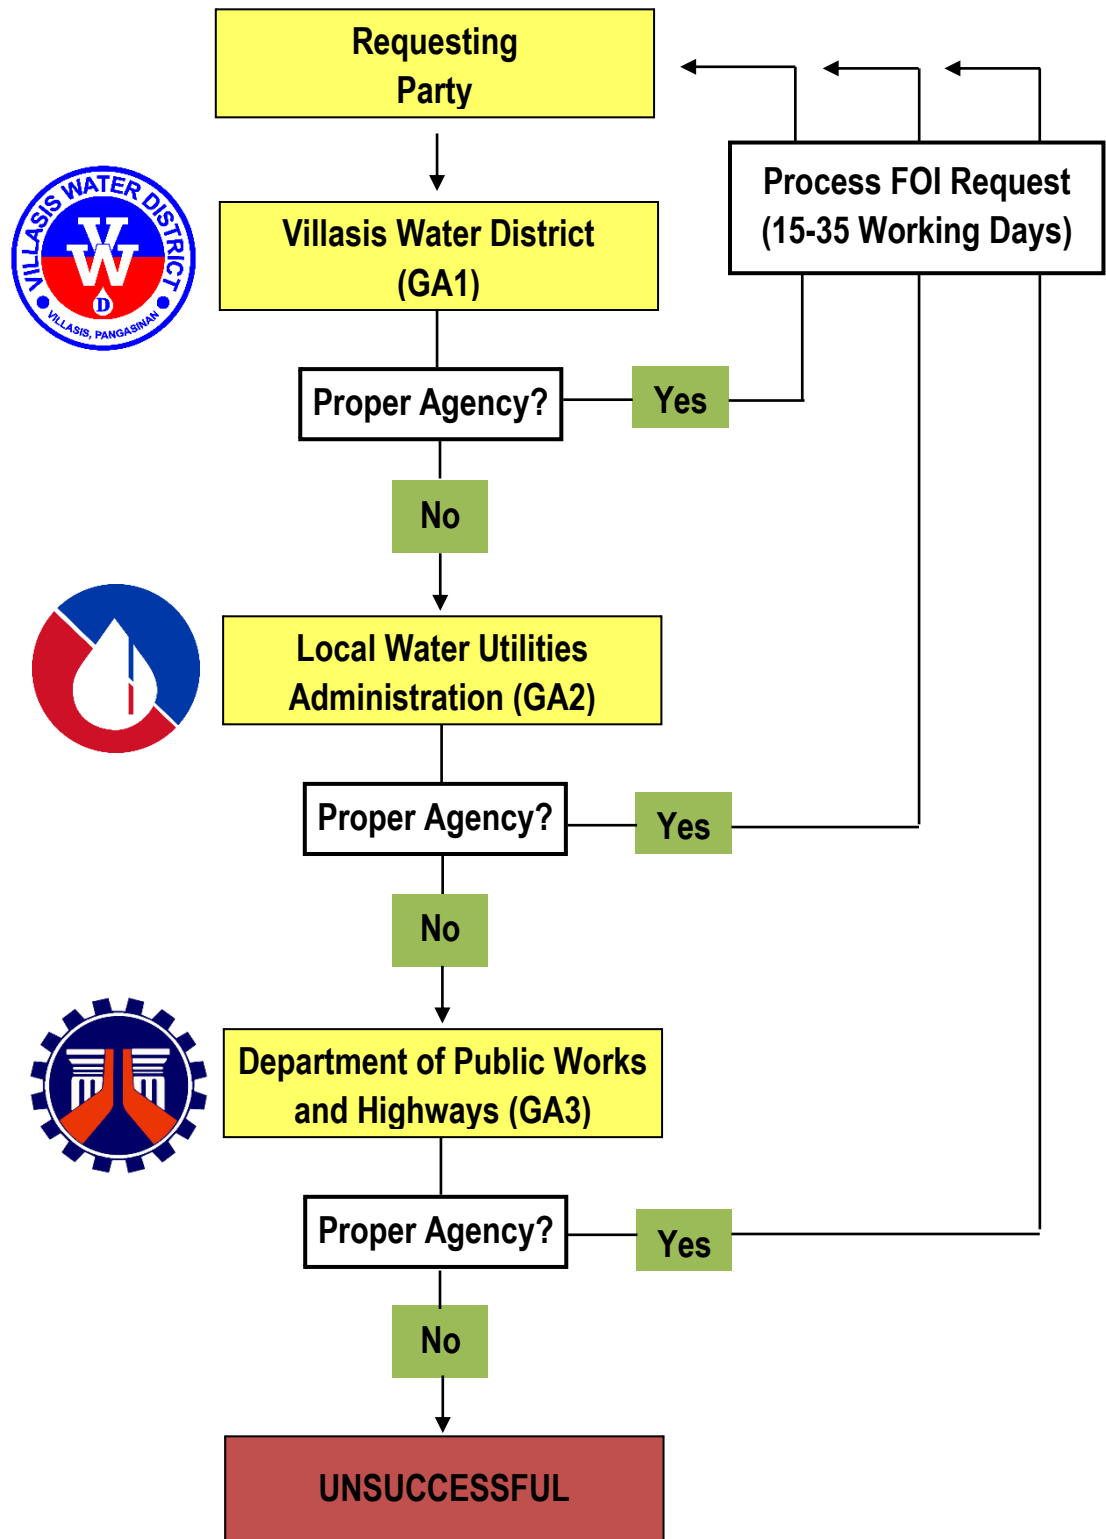 Requesting
Party
Process FOI Request
(15-35 Working Days)
VILLASIS WATER DISTRICT
VW
D
VILLASIS, PANGASINAN
Villasis Water District
(GA1)
Proper Agency?
Yes
No
Local Water Utilities
Administration (GA2)
Proper Agency?
Yes
No
Department of Public Works
and Highways (GA3)
Proper Agency?
Yes
No
UNSUCCESSFUL